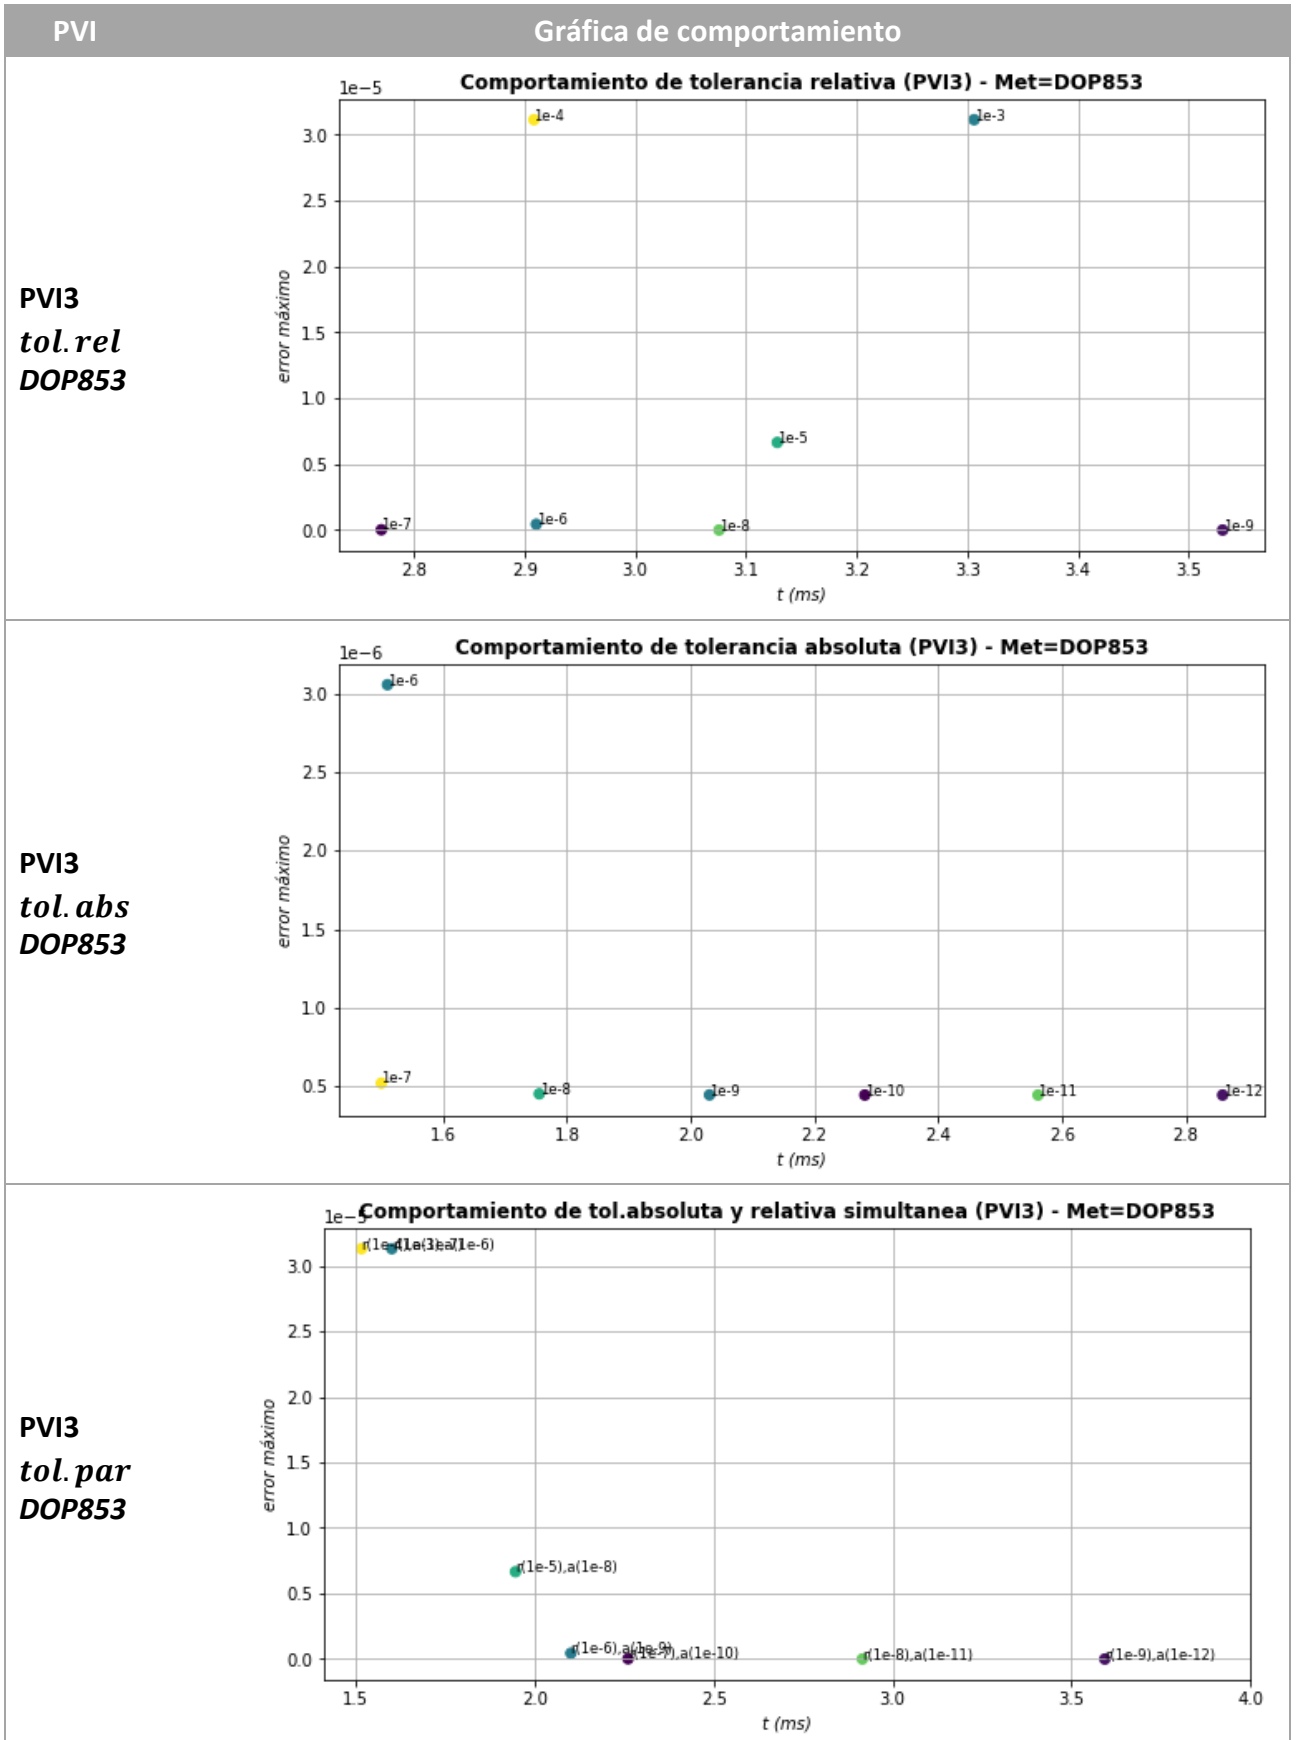 PVI Gráfica de comportamiento
PVI3
tol.rel
DOP853
Comportamiento de tolerancia relativa (PVI3) - Met=DOP853
1e−5
3.0
2.5
2.0
1.5
1.0
0.5
0.0
error máximo
1e-4
1e-3
1e-5
1e-7
1e-6
1e-8
1e-9
2.8 2.9 3.0 3.1 3.2 3.3 3.4 3.5
t (ms)
PVI3
tol.abs
DOP853
Comportamiento de tolerancia absoluta (PVI3) - Met=DOP853
1e−6
3.0
2.5
2.0
1.5
1.0
0.5
error máximo
1e-6
1e-7
1e-8
1e-9
1e-10
1e-11
1e-12
1.6 1.8 2.0 2.2 2.4 2.6 2.8
t (ms)
PVI3
tol.par
DOP853
Comportamiento de tol.absoluta y relativa simultanea (PVI3) - Met=DOP853
1e−5
3.0
2.5
2.0
1.5
1.0
0.5
0.0
error máximo
r(1e-5),a(1e-8)
r(1e-6),a(1e-9)
r(1e-7),a(1e-10)
r(1e-8),a(1e-11)
r(1e-9),a(1e-12)
1.5 2.0 2.5 3.0 3.5 4.0
t (ms)